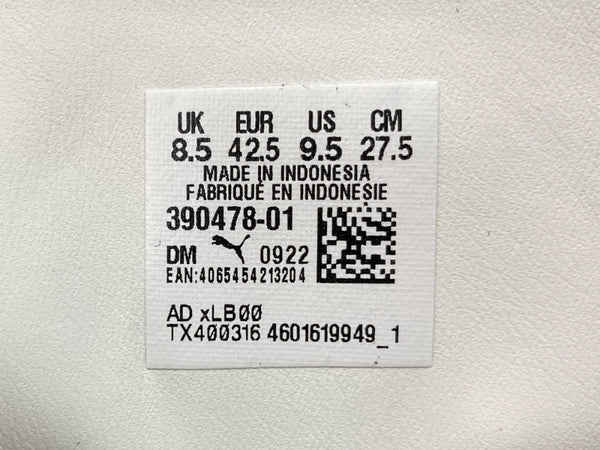 UK EUR US CM
8.5 42.5 9.5 27.5
MADE IN INDONESIA
FABRIQUÉ EN INDONESIE
390478-01
DM 0922
EAN:4065454213204
AD xLB00
TX400316 4601619949_1